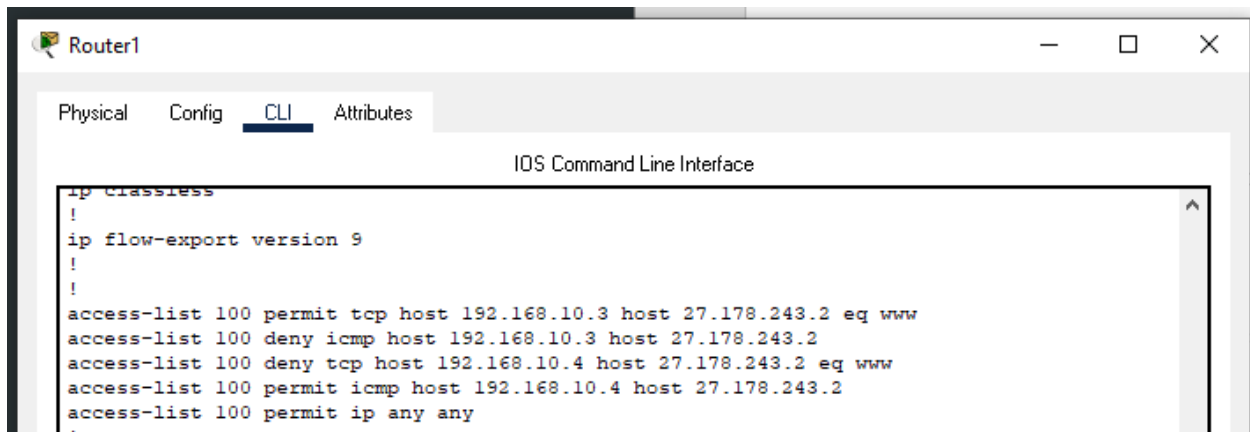 Router1
Physical Config CLI Attributes
IOS Command Line Interface
ip classless
!
ip flow-export version 9
!
!
access-list 100 permit tcp host 192.168.10.3 host 27.178.243.2 eq www
access-list 100 deny icmp host 192.168.10.3 host 27.178.243.2
access-list 100 deny tcp host 192.168.10.4 host 27.178.243.2 eq www
access-list 100 permit icmp host 192.168.10.4 host 27.178.243.2
access-list 100 permit ip any any
!